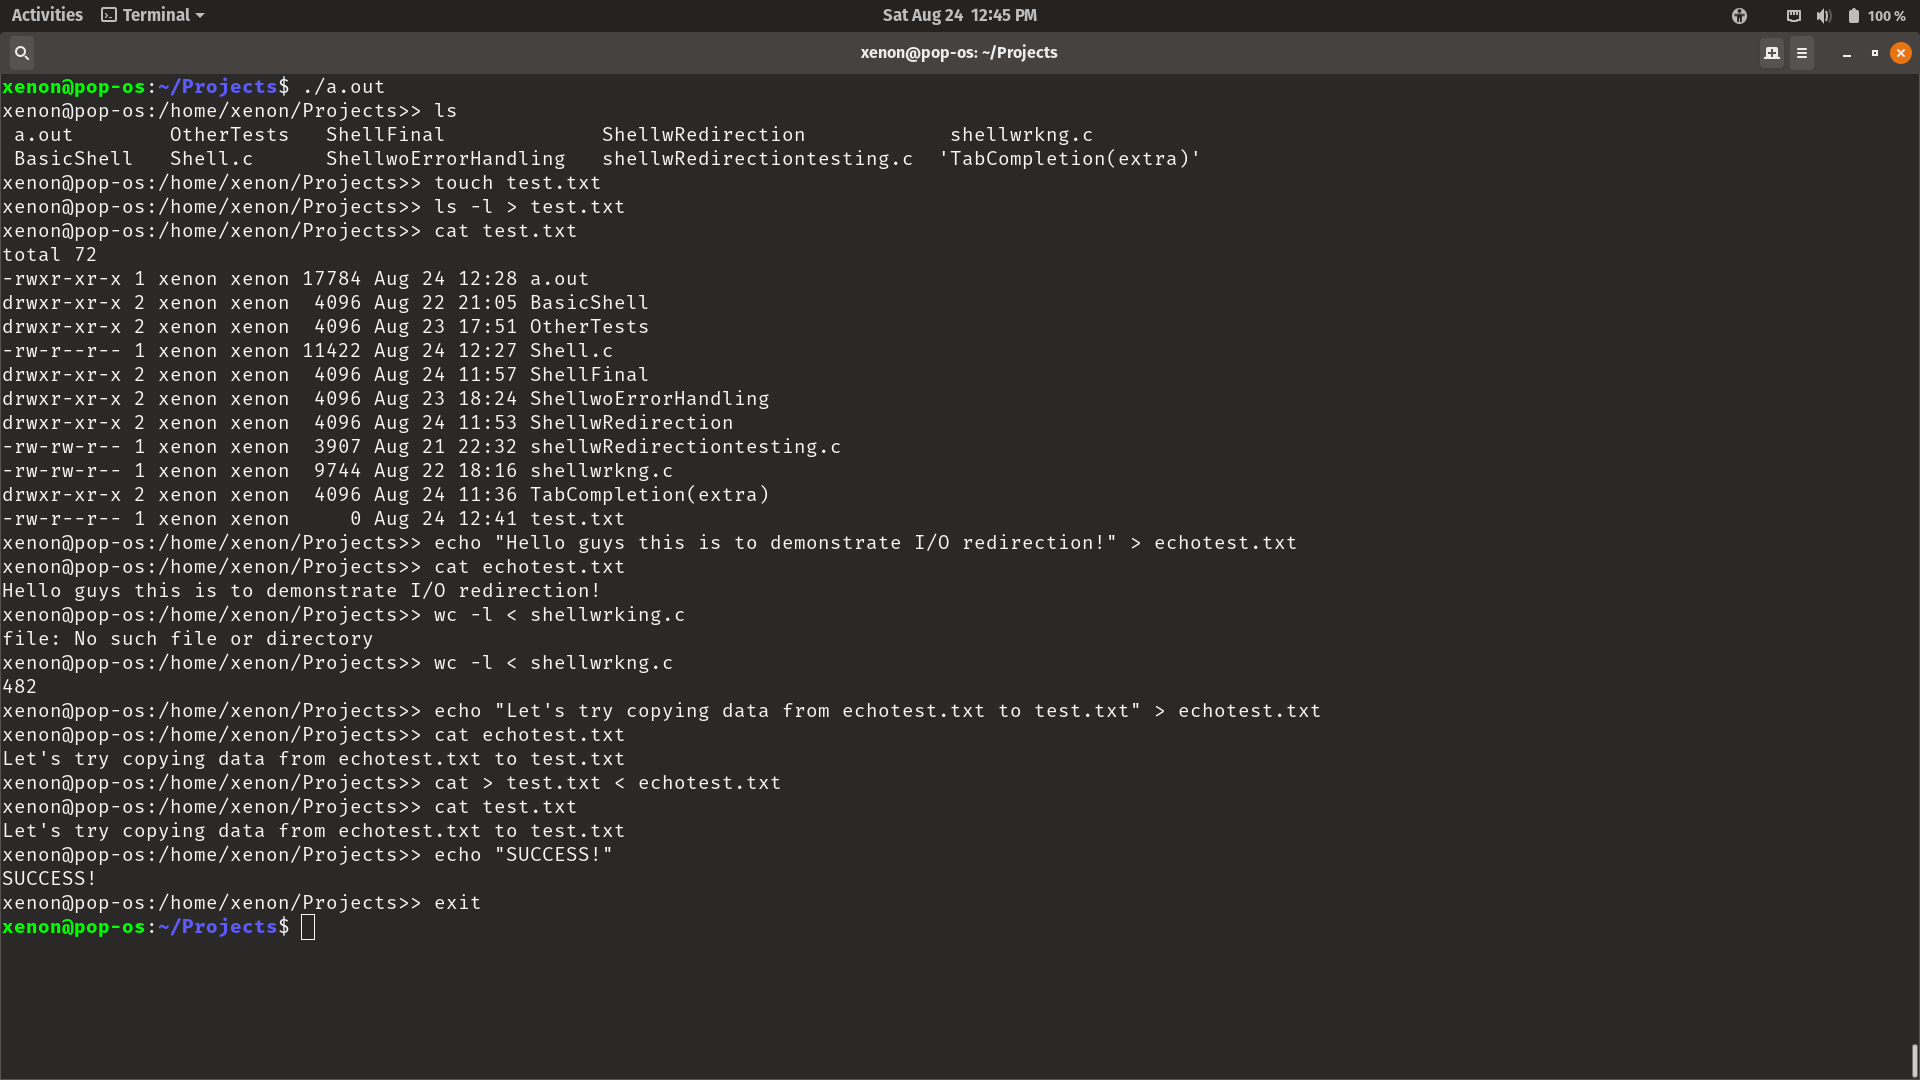 Activities Terminal Sat Aug 24 12:45 PM 100 %
xenon@pop-os: ~/Projects
xenon@pop-os:~/Projects$ ./a.out
xenon@pop-os:/home/xenon/Projects>> ls
a.out OtherTests ShellFinal ShellwRedirection shellwrkng.c
BasicShell Shell.c ShellwoErrorHandling shellwRedirectiontesting.c 'TabCompletion(extra)'
xenon@pop-os:/home/xenon/Projects>> touch test.txt
xenon@pop-os:/home/xenon/Projects>> ls -l > test.txt
xenon@pop-os:/home/xenon/Projects>> cat test.txt
total 72
-rwxr-xr-x 1 xenon xenon 17784 Aug 24 12:28 a.out
drwxr-xr-x 2 xenon xenon  4096 Aug 22 21:05 BasicShell
drwxr-xr-x 2 xenon xenon  4096 Aug 23 17:51 OtherTests
-rw-r--r-- 1 xenon xenon 11422 Aug 24 12:27 Shell.c
drwxr-xr-x 2 xenon xenon  4096 Aug 24 11:57 ShellFinal
drwxr-xr-x 2 xenon xenon  4096 Aug 23 18:24 ShellwoErrorHandling
drwxr-xr-x 2 xenon xenon  4096 Aug 24 11:53 ShellwRedirection
-rw-rw-r-- 1 xenon xenon  3907 Aug 21 22:32 shellwRedirectiontesting.c
-rw-rw-r-- 1 xenon xenon  9744 Aug 22 18:16 shellwrkng.c
drwxr-xr-x 2 xenon xenon  4096 Aug 24 11:36 TabCompletion(extra)
-rw-r--r-- 1 xenon xenon     0 Aug 24 12:41 test.txt
xenon@pop-os:/home/xenon/Projects>> echo "Hello guys this is to demonstrate I/O redirection!" > echotest.txt
xenon@pop-os:/home/xenon/Projects>> cat echotest.txt
Hello guys this is to demonstrate I/O redirection!
xenon@pop-os:/home/xenon/Projects>> wc -l < shellwrking.c
file: No such file or directory
xenon@pop-os:/home/xenon/Projects>> wc -l < shellwrkng.c
482
xenon@pop-os:/home/xenon/Projects>> echo "Let's try copying data from echotest.txt to test.txt" > echotest.txt
xenon@pop-os:/home/xenon/Projects>> cat echotest.txt
Let's try copying data from echotest.txt to test.txt
xenon@pop-os:/home/xenon/Projects>> cat > test.txt < echotest.txt
xenon@pop-os:/home/xenon/Projects>> cat test.txt
Let's try copying data from echotest.txt to test.txt
xenon@pop-os:/home/xenon/Projects>> echo "SUCCESS!"
SUCCESS!
xenon@pop-os:/home/xenon/Projects>> exit
xenon@pop-os:~/Projects$